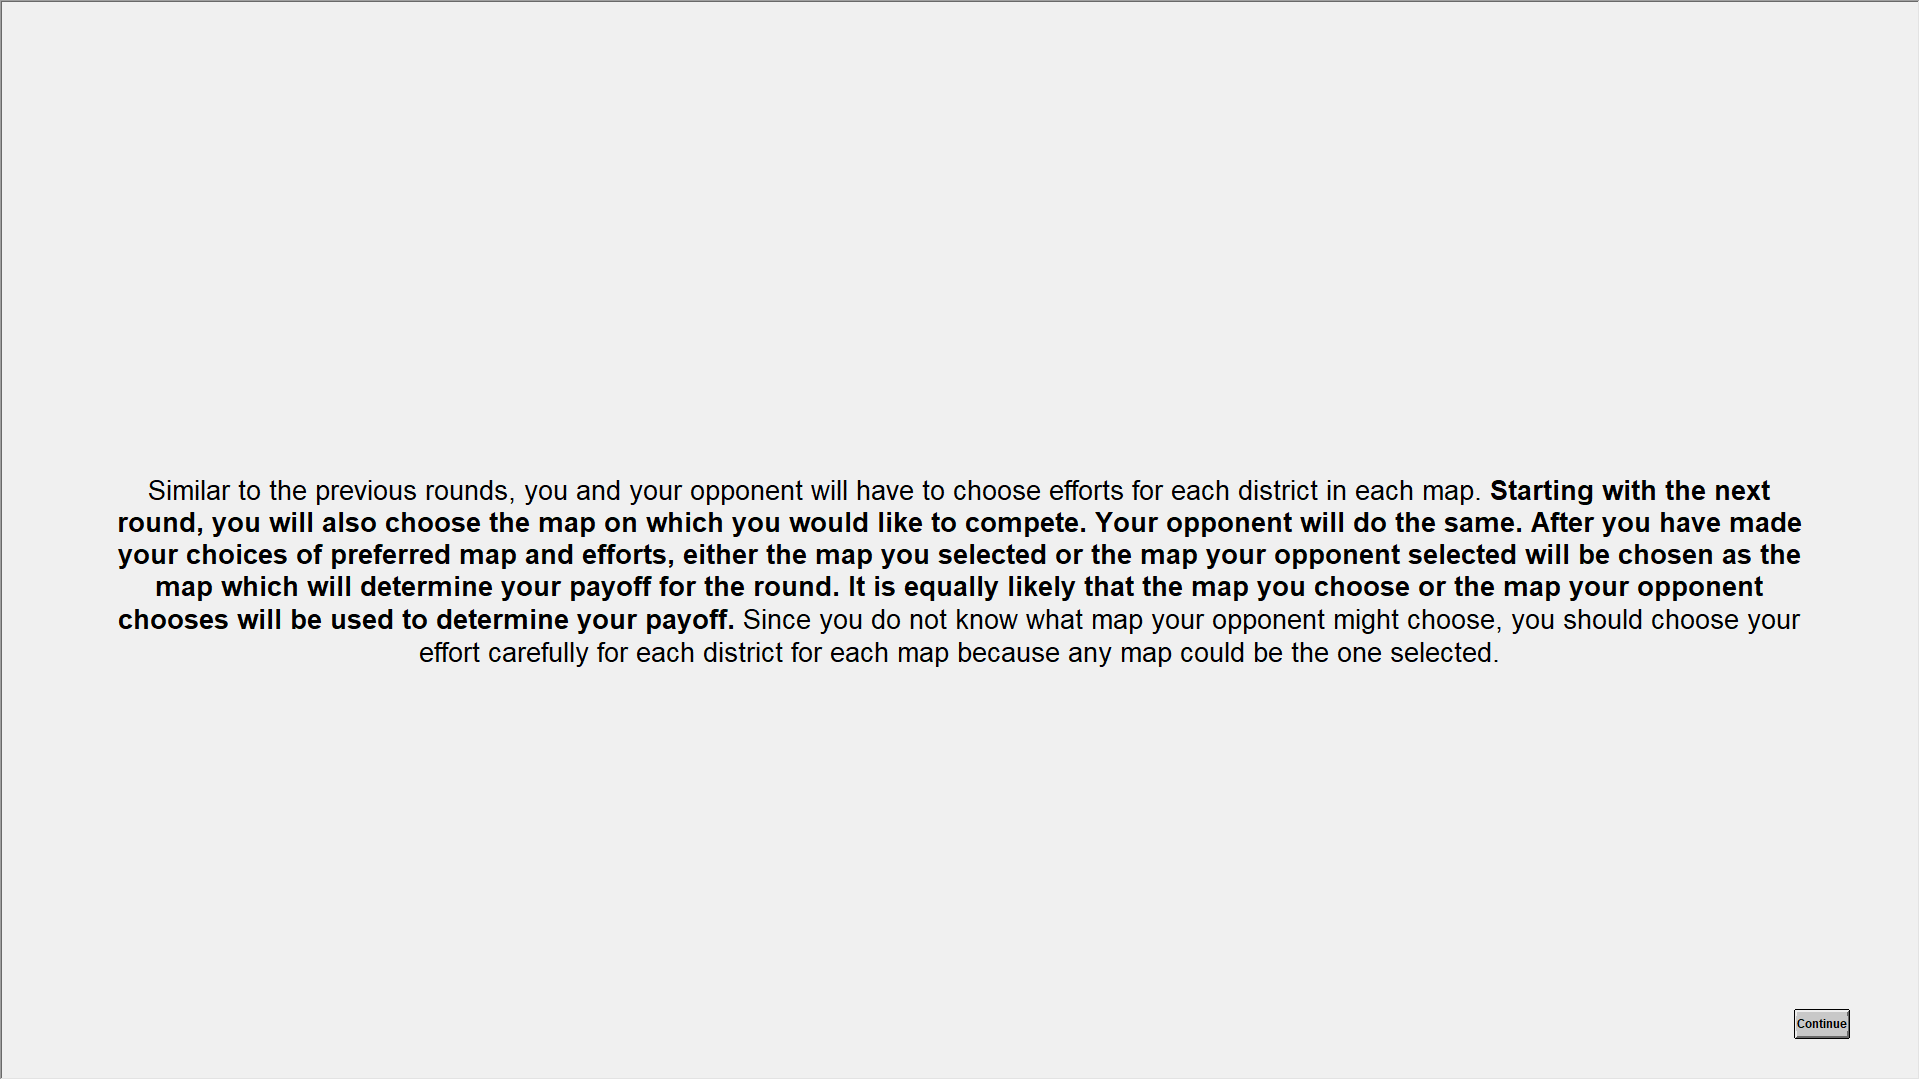 Similar to the previous rounds, you and your opponent will have to choose efforts for each district in each map. Starting with the next
round, you will also choose the map on which you would like to compete. Your opponent will do the same. After you have made
your choices of preferred map and efforts, either the map you selected or the map your opponent selected will be chosen as the
map which will determine your payoff for the round. It is equally likely that the map you choose or the map your opponent
chooses will be used to determine your payoff. Since you do not know what map your opponent might choose, you should choose your
effort carefully for each district for each map because any map could be the one selected.
Continue